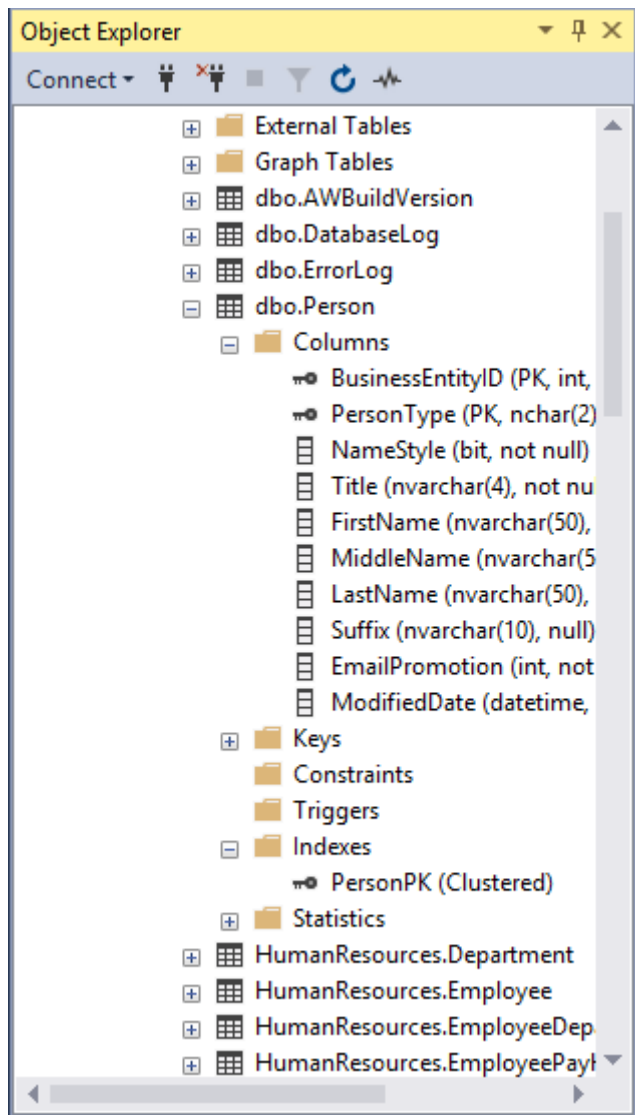 Object Explorer
Connect
External Tables
Graph Tables
dbo.AWBuildVersion
dbo.DatabaseLog
dbo.ErrorLog
dbo.Person
Columns
BusinessEntityID (PK, int,
PersonType (PK, nchar(2)
NameStyle (bit, not null)
Title (nvarchar(4), not nu
FirstName (nvarchar(50),
MiddleName (nvarchar(5
LastName (nvarchar(50),
Suffix (nvarchar(10), null)
EmailPromotion (int, not
ModifiedDate (datetime,
Keys
Constraints
Triggers
Indexes
PersonPK (Clustered)
Statistics
HumanResources.Department
HumanResources.Employee
HumanResources.EmployeeDep
HumanResources.EmployeePay